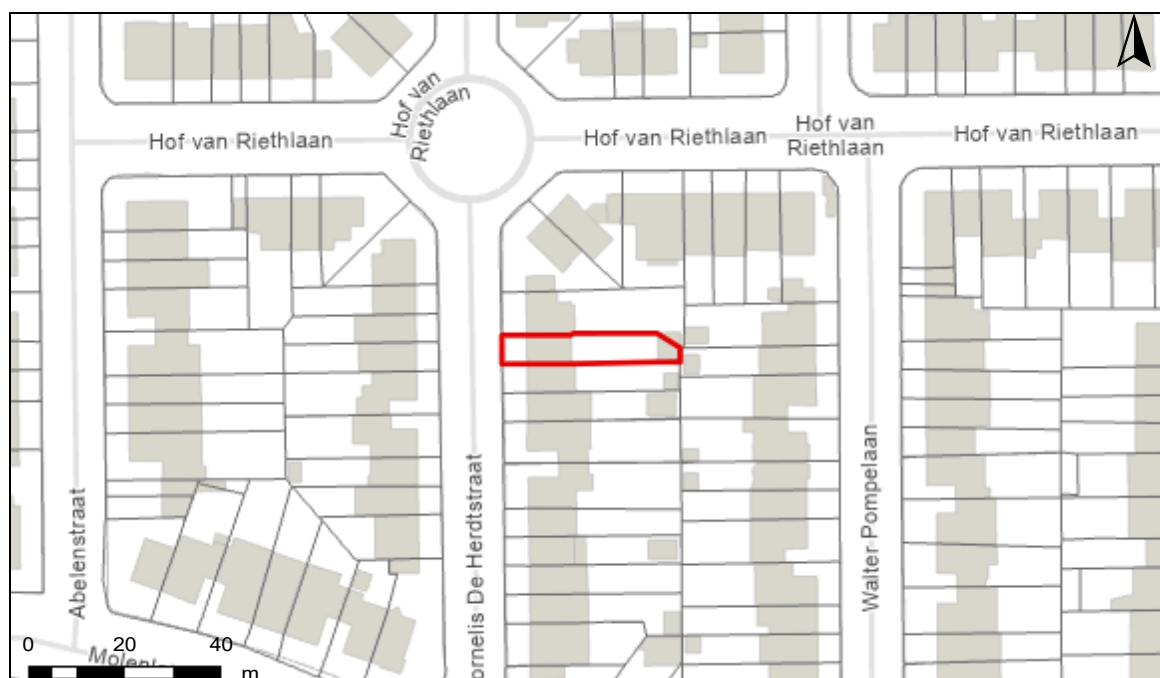 Hof van
Riethlaan
Hof van Riethlaan
Hof van Riethlaan
Hof van
Riethlaan
Hof van Riethlaan
Abelenstraat
ornelis De Herdtstraat
Walter Pompelaan
0 20 40
m